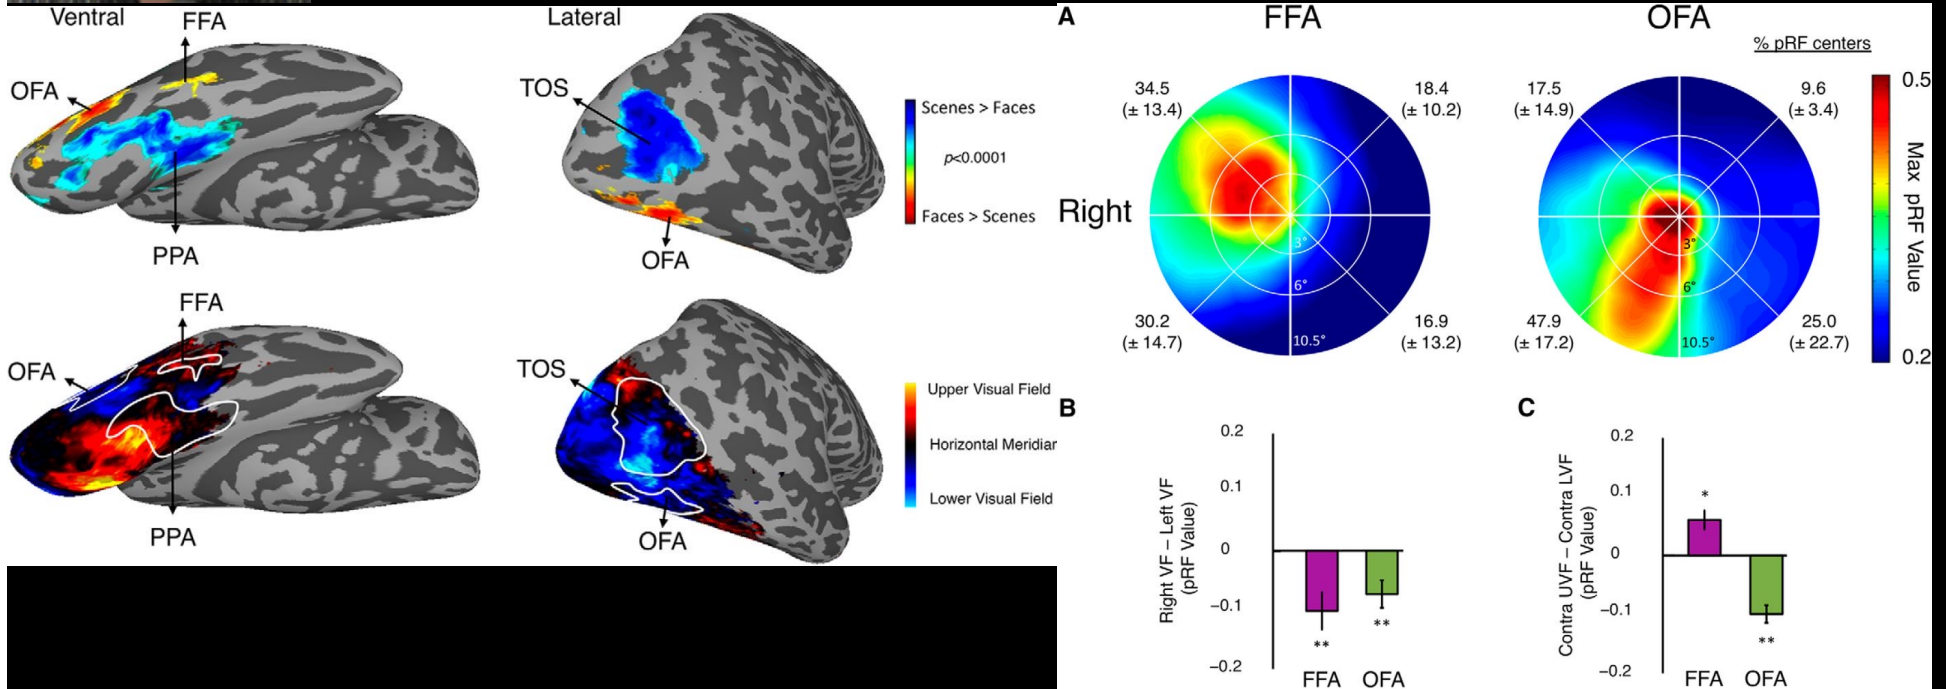 Ventral
FFA
OFA
PPA
Lateral
TOS
OFA
Scenes > Faces
p<0.0001
Faces > Scenes
FFA
OFA
PPA
TOS
OFA
Upper Visual Field
Horizontal Meridian
Lower Visual Field
A
FFA
OFA
% pRF centers
Right
34.5
(± 13.4)
18.4
(± 10.2)
30.2
(± 14.7)
16.9
(± 13.2)
3°
6°
10.5°
17.5
(± 14.9)
9.6
(± 3.4)
47.9
(± 17.2)
25.0
(± 22.7)
3°
6°
10.5°
0.5
Max pRF Value
0.2
B
Right VF – Left VF
(pRF Value)
0.2
0.1
0
−0.1
−0.2
**
**
FFA
OFA
C
Contra UVF – Contra LVF
(pRF Value)
0.2
0.1
0
−0.1
−0.2
*
**
FFA
OFA